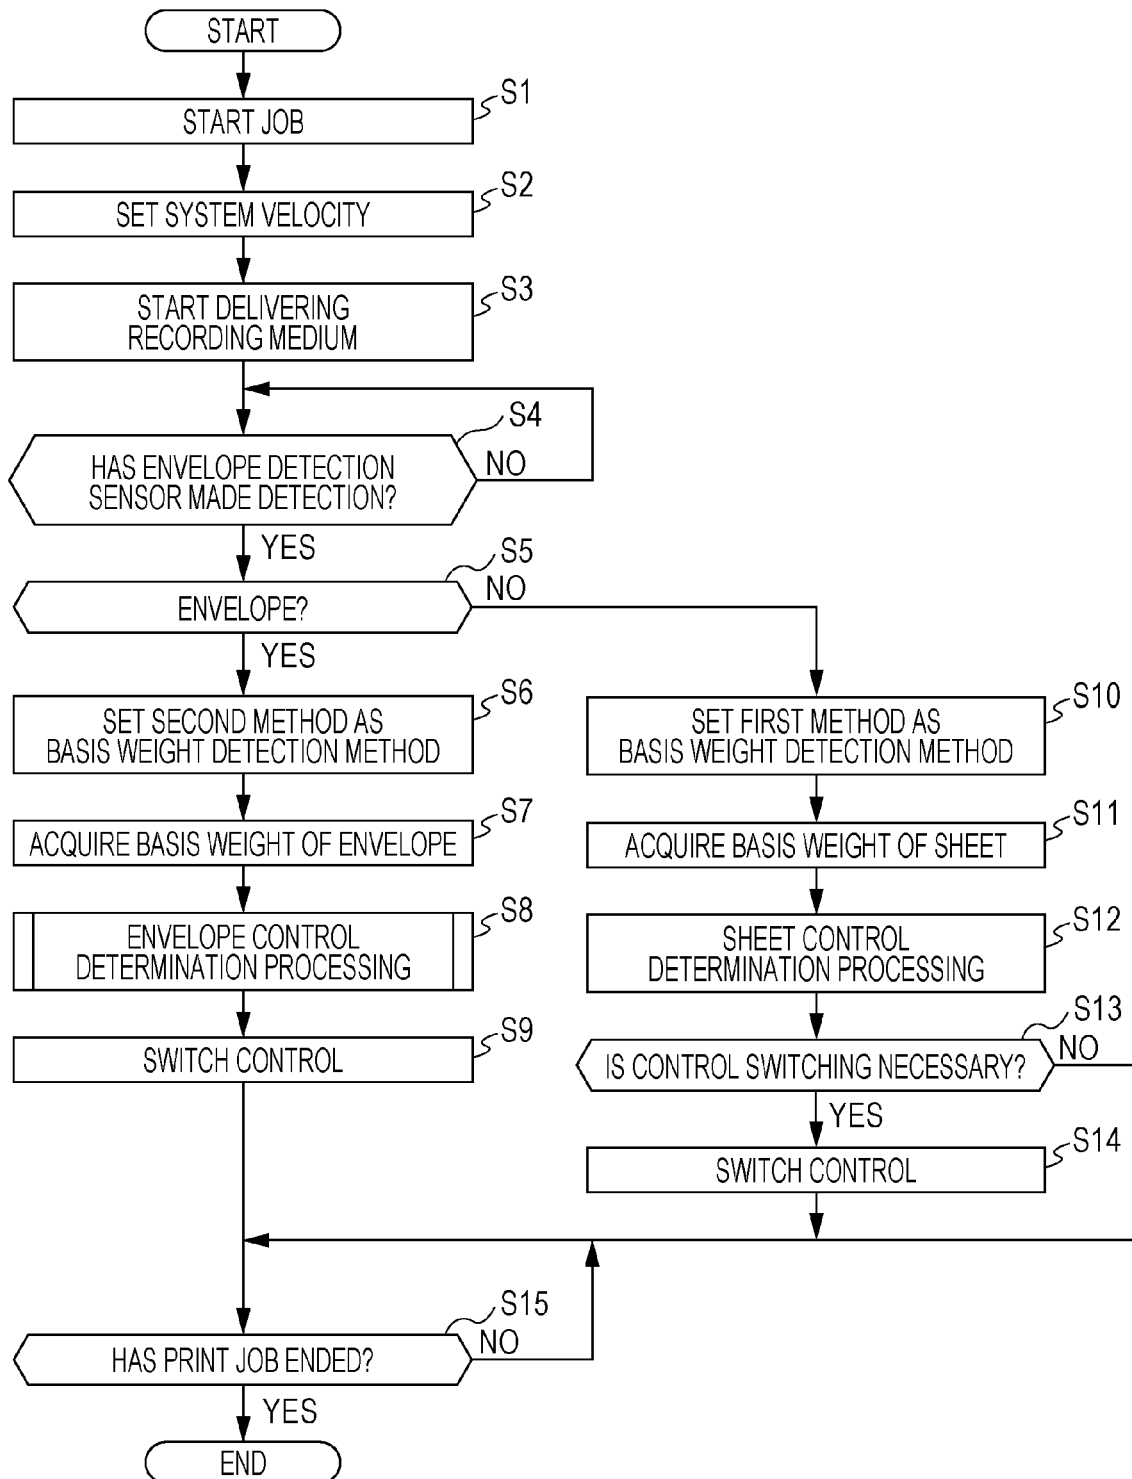 START
S1
START JOB
S2
SET SYSTEM VELOCITY
S3
START DELIVERING
RECORDING MEDIUM
S4
HAS ENVELOPE DETECTION
SENSOR MADE DETECTION?
NO
YES
S5
ENVELOPE?
NO
YES
S6
SET SECOND METHOD AS
BASIS WEIGHT DETECTION METHOD
S7
ACQUIRE BASIS WEIGHT OF ENVELOPE
S8
ENVELOPE CONTROL
DETERMINATION PROCESSING
S9
SWITCH CONTROL
S10
SET FIRST METHOD AS
BASIS WEIGHT DETECTION METHOD
S11
ACQUIRE BASIS WEIGHT OF SHEET
S12
SHEET CONTROL
DETERMINATION PROCESSING
S13
IS CONTROL SWITCHING NECESSARY?
NO
YES
S14
SWITCH CONTROL
S15
HAS PRINT JOB ENDED?
NO
YES
END